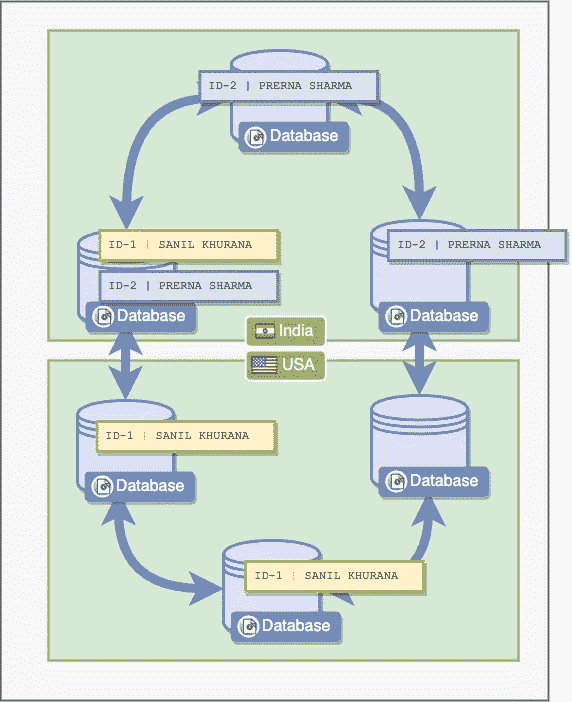 ID-2 | PRERNA SHARMA
Database
ID-1 | SANIL KHURANA
ID-2 | PRERNA SHARMA
Database
ID-2 | PRERNA SHARMA
Database
India
USA
ID-1 | SANIL KHURANA
Database
Database
ID-1 | SANIL KHURANA
Database